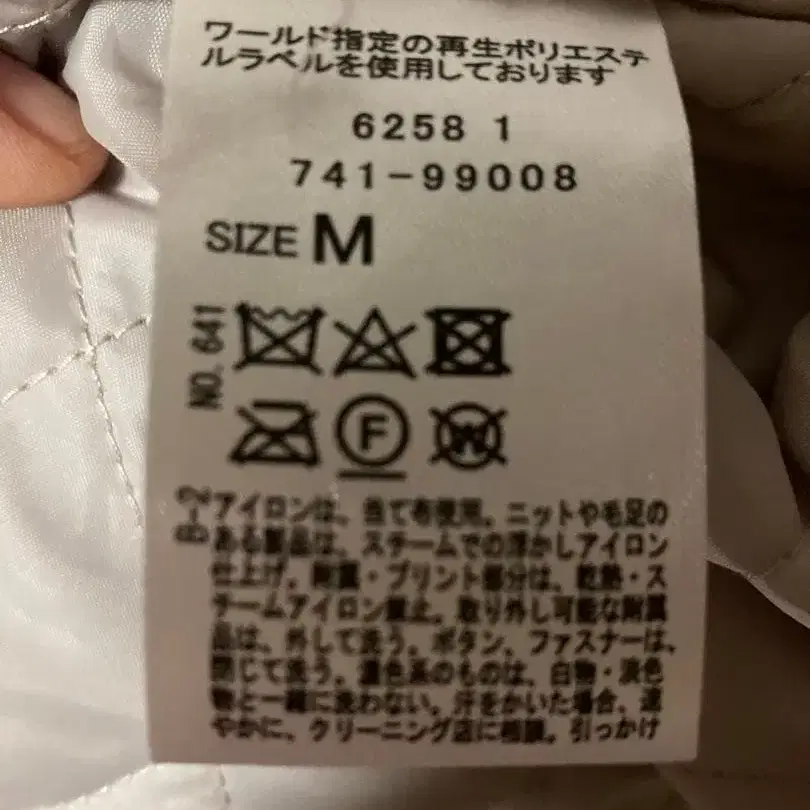 ワールド指定の再生ポリエステ
ルラベルを使用しております
6258 1
741-99008
SIZE M
NO. 641
F
W
B-2
アイロンは、当て布使用。ニットや毛足の
ある製品は、スチームでの浮かしアイロン
仕上げ。附属・プリント部分は、乾熱・ス
チームアイロン禁止。取り外し可能な附属
品は、外して洗う。ボタン、ファスナーは、
閉じて洗う。濃色系のものは、白物・淡色
物と一緒に洗わない。汗をかいた場合、速
やかに、クリーニング店に相談。引っかけ